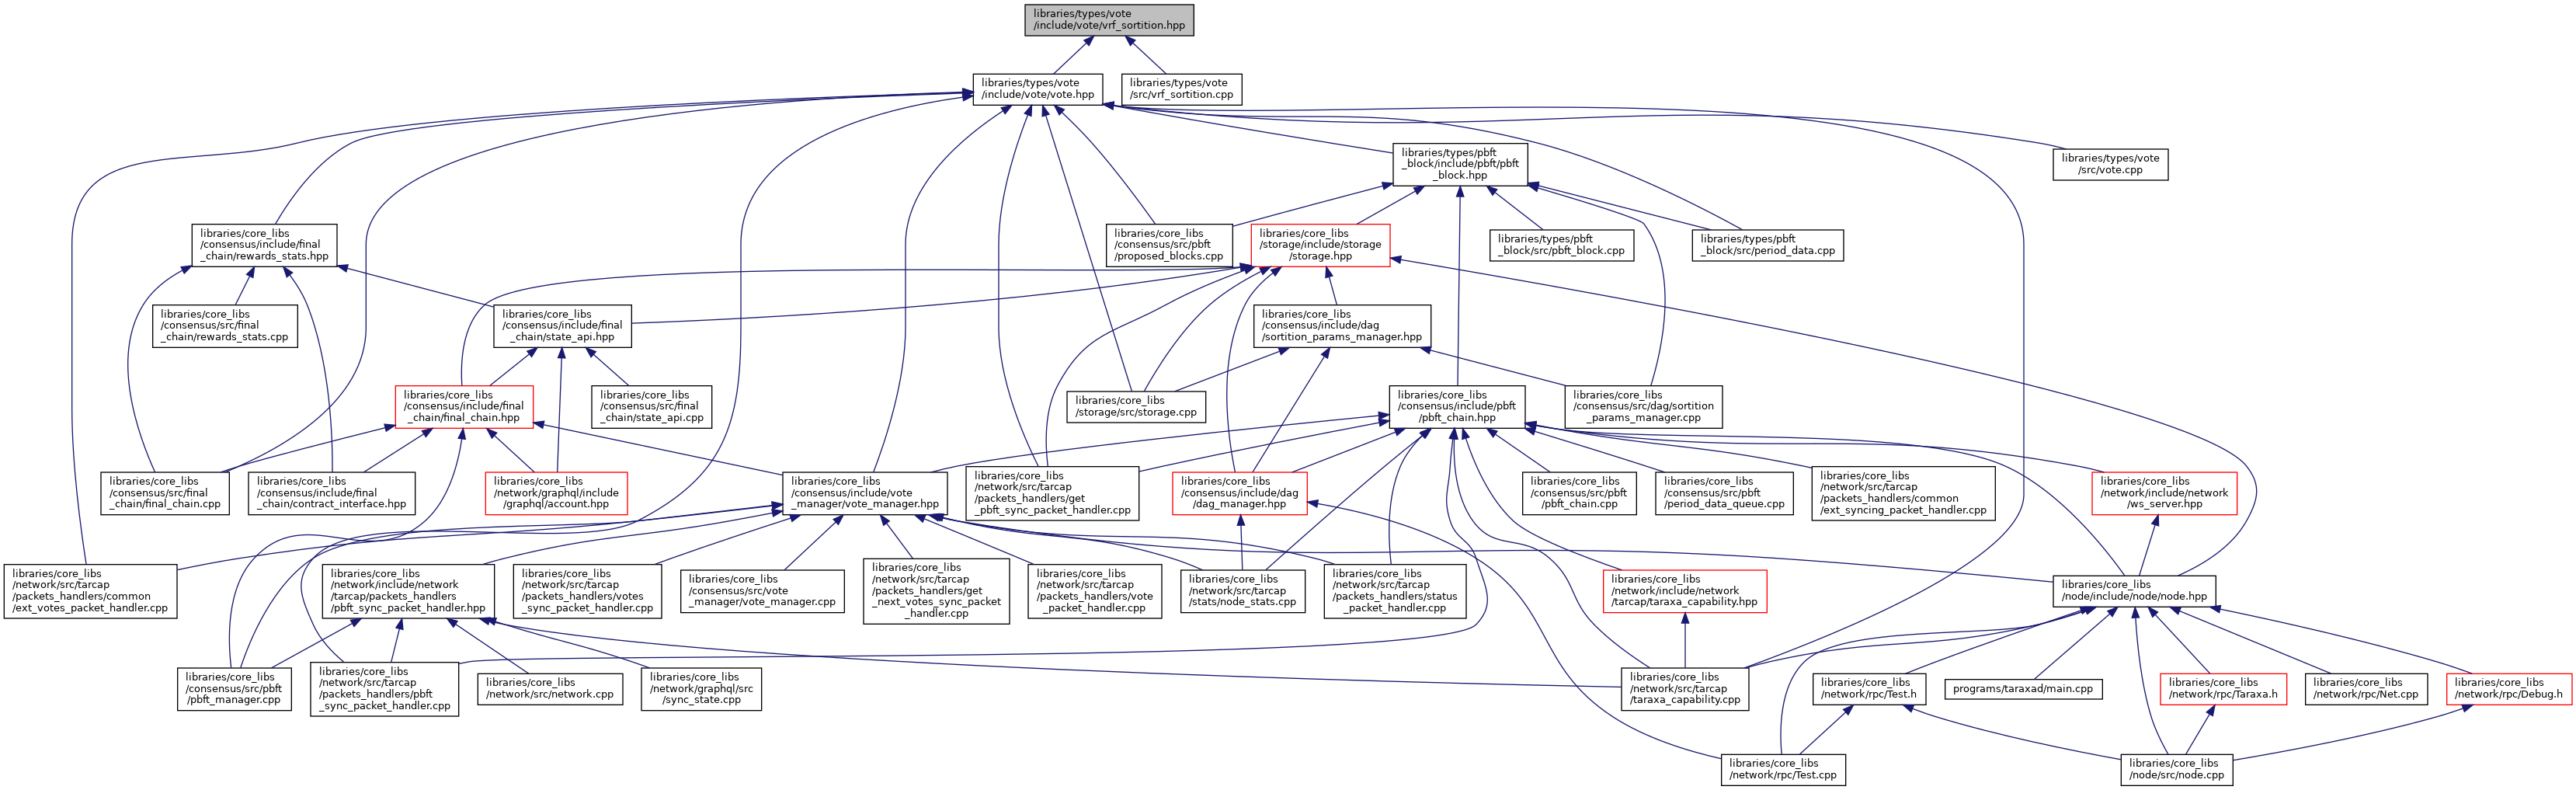 libraries/types/vote
/include/vote/vrf_sortition.hpp
libraries/types/vote
/include/vote/vote.hpp
libraries/types/vote
/src/vrf_sortition.cpp
libraries/types/pbft
_block/include/pbft/pbft
_block.hpp
libraries/types/vote
/src/vote.cpp
libraries/core_libs
/consensus/include/final
_chain/rewards_stats.hpp
libraries/core_libs
/consensus/src/pbft
/proposed_blocks.cpp
libraries/core_libs
/storage/include/storage
/storage.hpp
libraries/types/pbft
_block/src/pbft_block.cpp
libraries/types/pbft
_block/src/period_data.cpp
libraries/core_libs
/consensus/src/final
_chain/rewards_stats.cpp
libraries/core_libs
/consensus/include/final
_chain/state_api.hpp
libraries/core_libs
/consensus/include/dag
/sortition_params_manager.hpp
libraries/core_libs
/consensus/include/final
_chain/final_chain.hpp
libraries/core_libs
/consensus/src/final
_chain/state_api.cpp
libraries/core_libs
/storage/src/storage.cpp
libraries/core_libs
/consensus/include/pbft
/pbft_chain.hpp
libraries/core_libs
/consensus/src/dag/sortition
_params_manager.cpp
libraries/core_libs
/consensus/src/final
_chain/final_chain.cpp
libraries/core_libs
/consensus/include/final
_chain/contract_interface.hpp
libraries/core_libs
/network/graphql/include
/graphql/account.hpp
libraries/core_libs
/consensus/include/vote
_manager/vote_manager.hpp
libraries/core_libs
/network/src/tarcap
/packets_handlers/get
_pbft_sync_packet_handler.cpp
libraries/core_libs
/consensus/include/dag
/dag_manager.hpp
libraries/core_libs
/consensus/src/pbft
/pbft_chain.cpp
libraries/core_libs
/consensus/src/pbft
/period_data_queue.cpp
libraries/core_libs
/network/src/tarcap
/packets_handlers/common
/ext_syncing_packet_handler.cpp
libraries/core_libs
/network/include/network
/ws_server.hpp
libraries/core_libs
/network/src/tarcap
/packets_handlers/common
/ext_votes_packet_handler.cpp
libraries/core_libs
/network/include/network
/tarcap/packets_handlers
/pbft_sync_packet_handler.hpp
libraries/core_libs
/network/src/tarcap
/packets_handlers/votes
_sync_packet_handler.cpp
libraries/core_libs
/consensus/src/vote
_manager/vote_manager.cpp
libraries/core_libs
/network/src/tarcap
/packets_handlers/get
_next_votes_sync_packet
_handler.cpp
libraries/core_libs
/network/src/tarcap
/packets_handlers/vote
_packet_handler.cpp
libraries/core_libs
/network/src/tarcap
/stats/node_stats.cpp
libraries/core_libs
/network/src/tarcap
/packets_handlers/status
_packet_handler.cpp
libraries/core_libs
/network/include/network
/tarcap/taraxa_capability.hpp
libraries/core_libs
/node/include/node/node.hpp
libraries/core_libs
/consensus/src/pbft
/pbft_manager.cpp
libraries/core_libs
/network/src/tarcap
/packets_handlers/pbft
_sync_packet_handler.cpp
libraries/core_libs
/network/src/network.cpp
libraries/core_libs
/network/graphql/src
/sync_state.cpp
libraries/core_libs
/network/src/tarcap
/taraxa_capability.cpp
libraries/core_libs
/network/rpc/Test.h
programs/taraxad/main.cpp
libraries/core_libs
/network/rpc/Taraxa.h
libraries/core_libs
/network/rpc/Net.cpp
libraries/core_libs
/network/rpc/Debug.h
libraries/core_libs
/network/rpc/Test.cpp
libraries/core_libs
/node/src/node.cpp